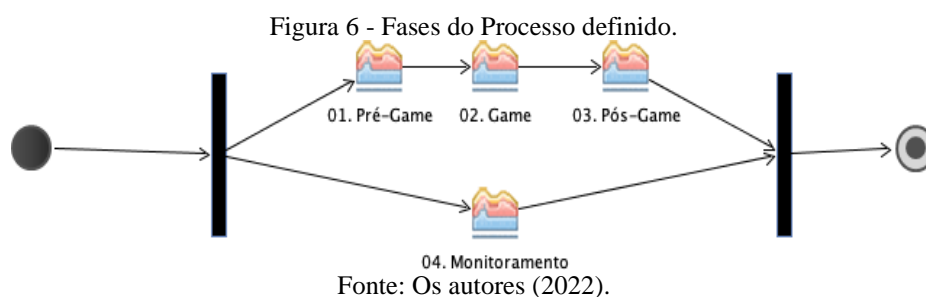 Figura 6 - Fases do Processo definido.
01. Pré-Game
02. Game
03. Pós-Game
04. Monitoramento
Fonte: Os autores (2022).